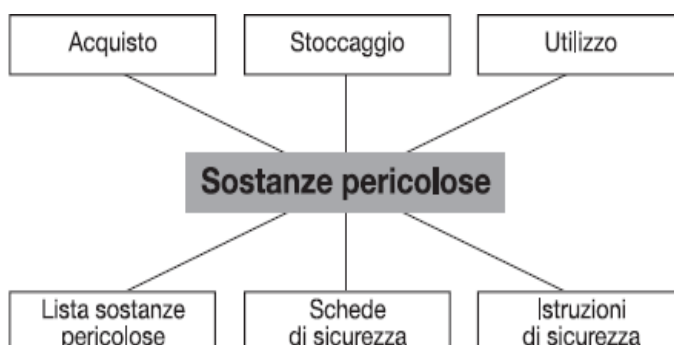 Acquisto
Stoccaggio
Utilizzo
Sostanze pericolose
Lista sostanze
pericolose
Schede
di sicurezza
Istruzioni
di sicurezza